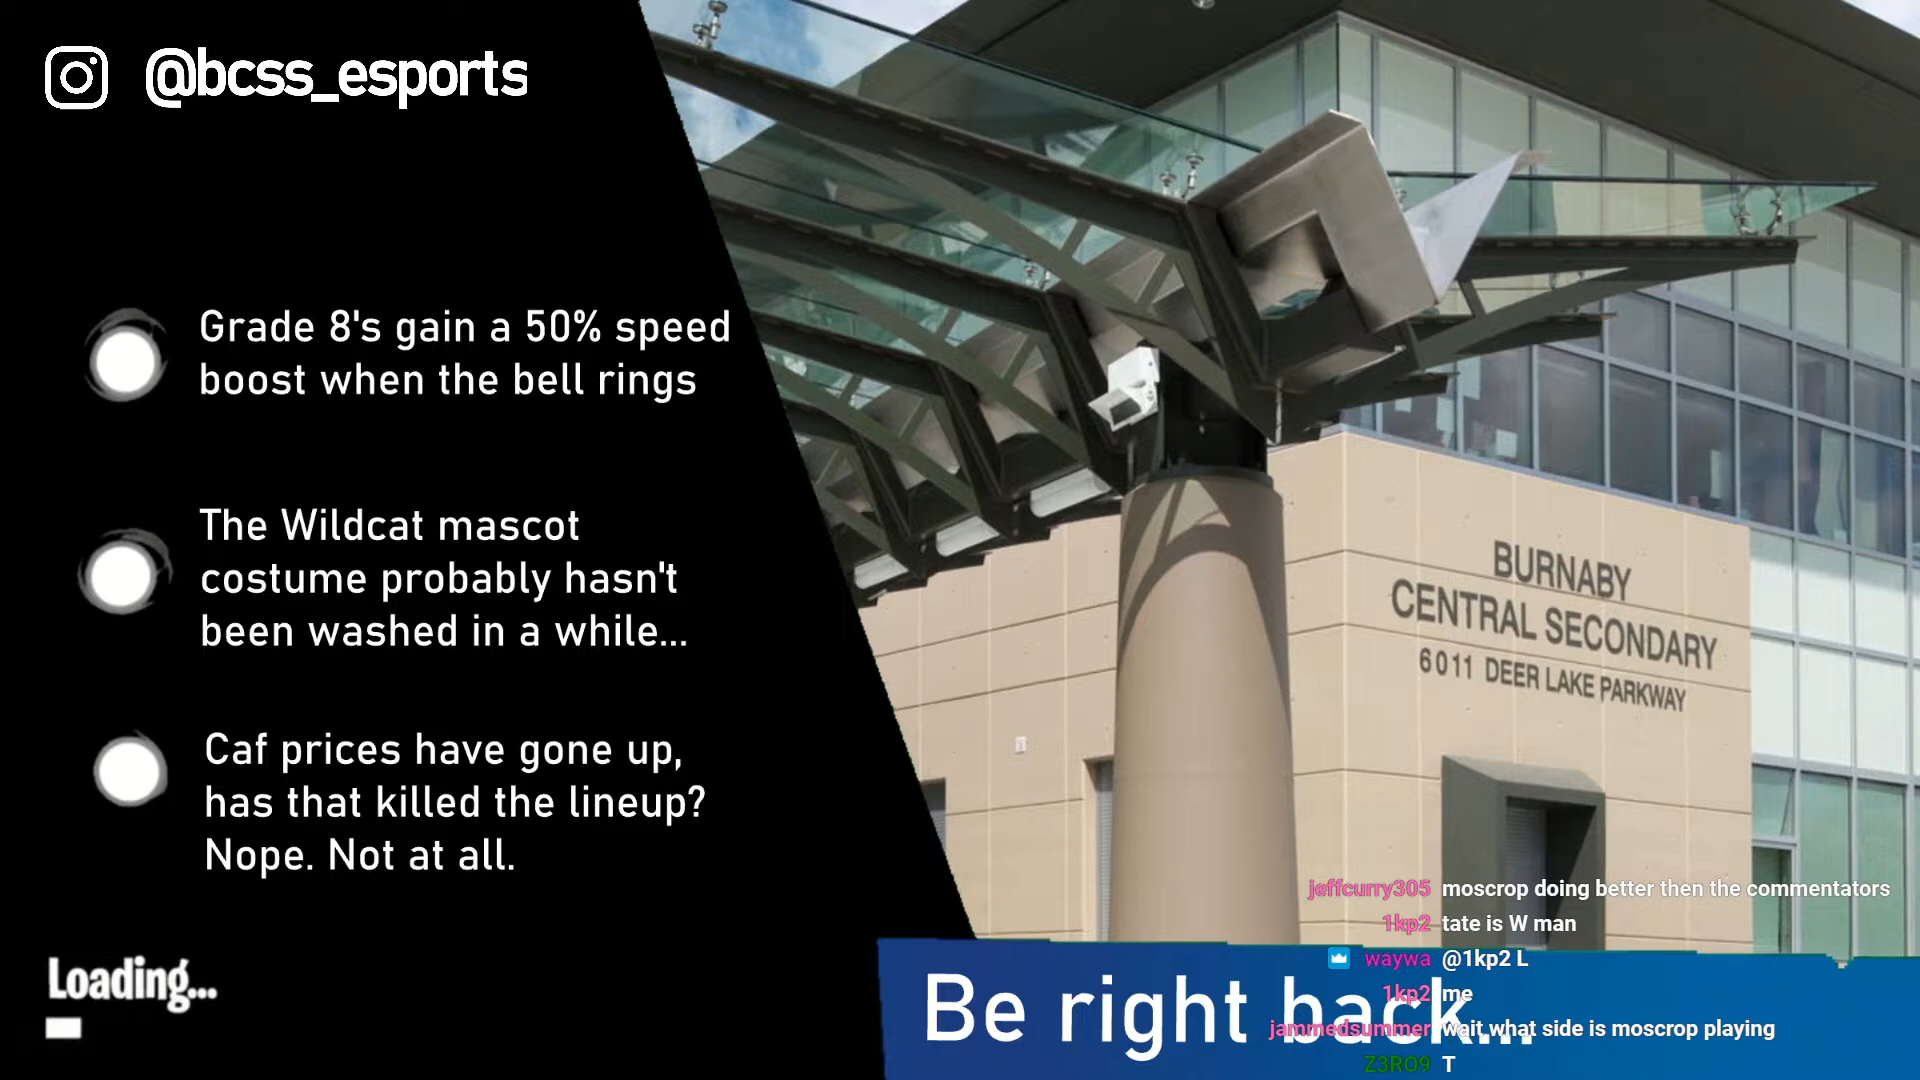 @bcss_esports
Grade 8's gain a 50% speed
boost when the bell rings
The Wildcat mascot
costume probably hasn't
been washed in a while...
Caf prices have gone up,
has that killed the lineup?
Nope. Not at all.
Loading...
BURNABY
CENTRAL SECONDARY
6011 DEER LAKE PARKWAY
Be right back...
jeffcurry305 moscrop doing better then the commentators
1kp2 tate is W man
waywa @1kp2 L
1kp2 me
jammedsummer wait what side is moscrop playing
Z3RO9 T